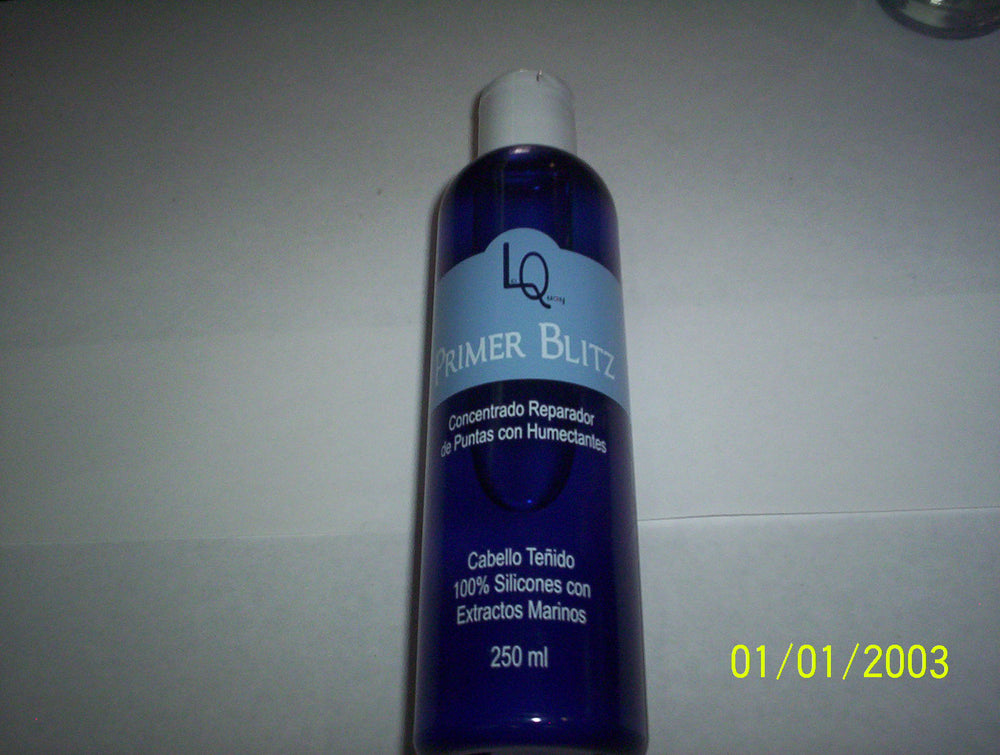 LQ
PRIMER BLITZ
Concentrado Reparador
de Puntas con Humectantes
Cabello Teñido
100% Silicones con
Extractos Marinos
250 ml
01/01/2003